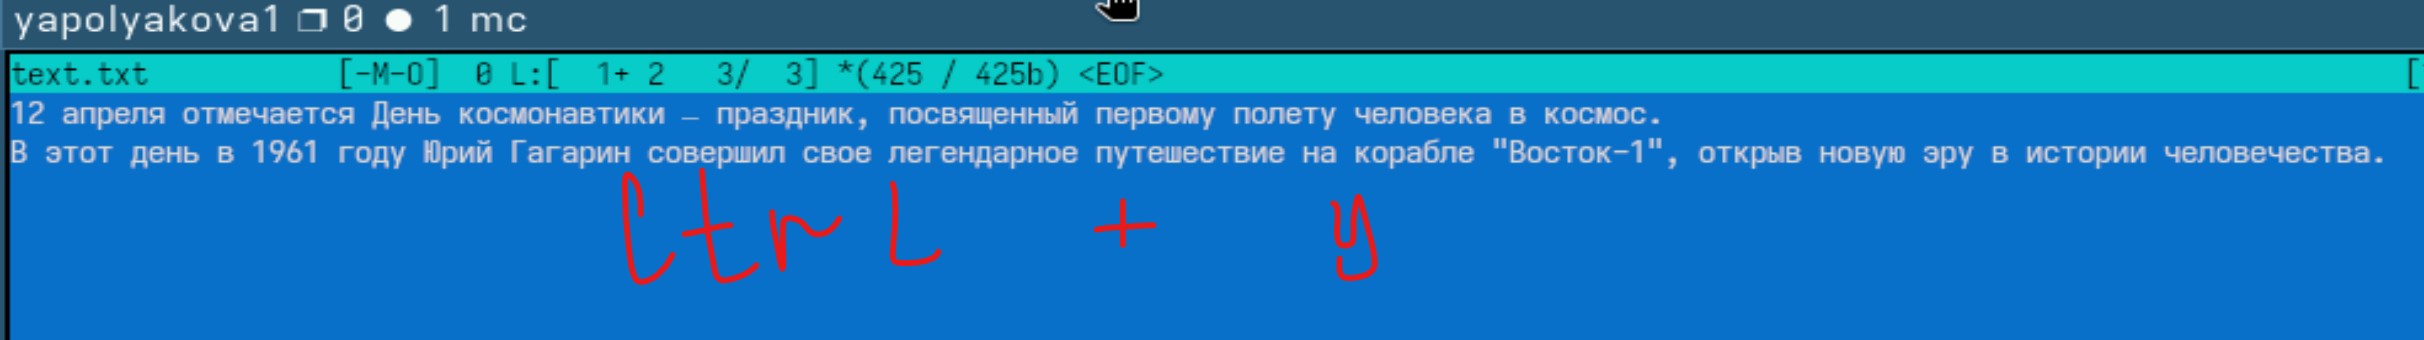 yapolyakova1 0 1 mc
text.txt [-M-O] 0 L:[ 1+ 2 3/ 3] *(425 / 425b) <EOF> [
12 апреля отмечается День космонавтики — праздник, посвященный первому полету человека в космос.
В этот день в 1961 году Юрий Гагарин совершил свое легендарное путешествие на корабле "Восток-1", открыв новую эру в истории человечества.
CtrL + y